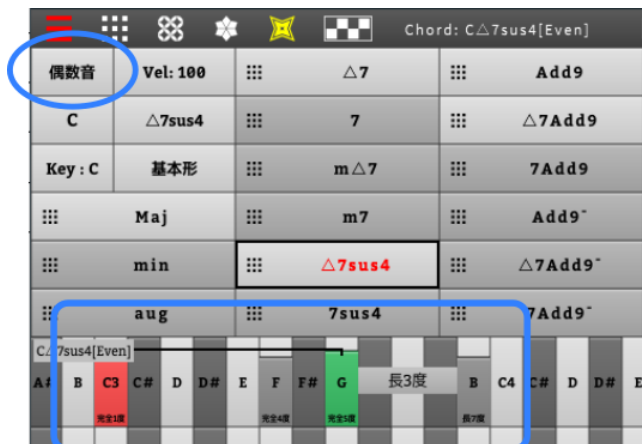 Chord: C△7sus4[Even]
偶数音 Vel: 100 △7 Add9
C △7sus4 7 △7Add9
Key : C 基本形 m△7 7Add9
Maj m7 Add9⁻
min △7sus4 △7Add9⁻
aug 7sus4 7Add9⁻
C△7sus4[Even]
A# B C3 C# D D# E F F# G 長3度 B C4 C# D D# E
完全1度 完全4度 完全5度 長7度